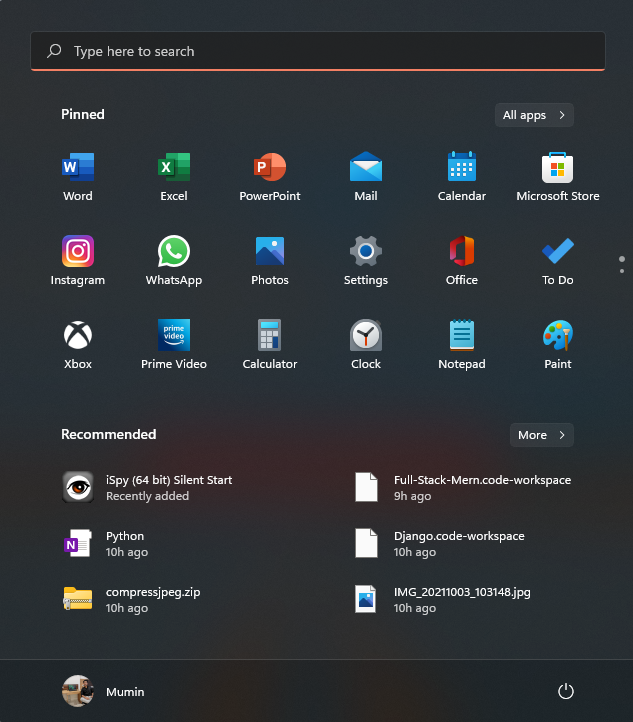 Type here to search
Pinned
All apps
W X P
Word Excel PowerPoint Mail Calendar Microsoft Store
Instagram WhatsApp Photos Settings Office To Do
prime video
Xbox Prime Video Calculator Clock Notepad Paint
Recommended
More
iSpy (64 bit) Silent Start
Recently added
Full-Stack-Mern.code-workspace
9h ago
N
Python
10h ago
Django.code-workspace
10h ago
compressjpeg.zip
10h ago
IMG_20211003_103148.jpg
10h ago
Mumin